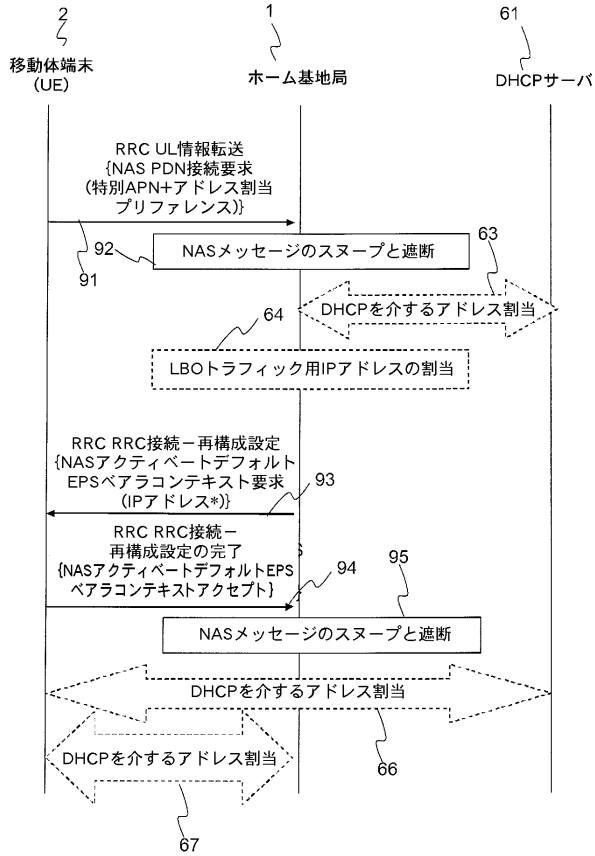 2
1
61
移動体端末
(UE)
ホーム基地局
DHCPサーバ
RRC UL情報転送
{NAS PDN接続要求
(特別APN+アドレス割当
プリファレンス)}
91
92
NASメッセージのスヌープと遮断
63
DHCPを介するアドレス割当
64
LBOトラフィック用IPアドレスの割当
RRC RRC接続－再構成設定
{NASアクティベートデフォルト
EPSベアラコンテキスト要求
(IPアドレス*)}
93
RRC RRC接続－
再構成設定の完了
{NASアクティベートデフォルトEPS
ベアラコンテキストアクセプト}
94
95
NASメッセージのスヌープと遮断
DHCPを介するアドレス割当
66
DHCPを介するアドレス割当
67